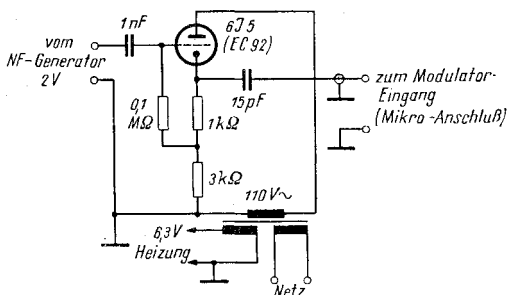 1nF
6J5
(EC 92)
vom
NF-Generator
2V
zum Modulator-
Eingang
(Mikro-Anschluß)
15pF
0,1
MΩ
1kΩ
3kΩ
110V~
6,3V
Heizung
Netz